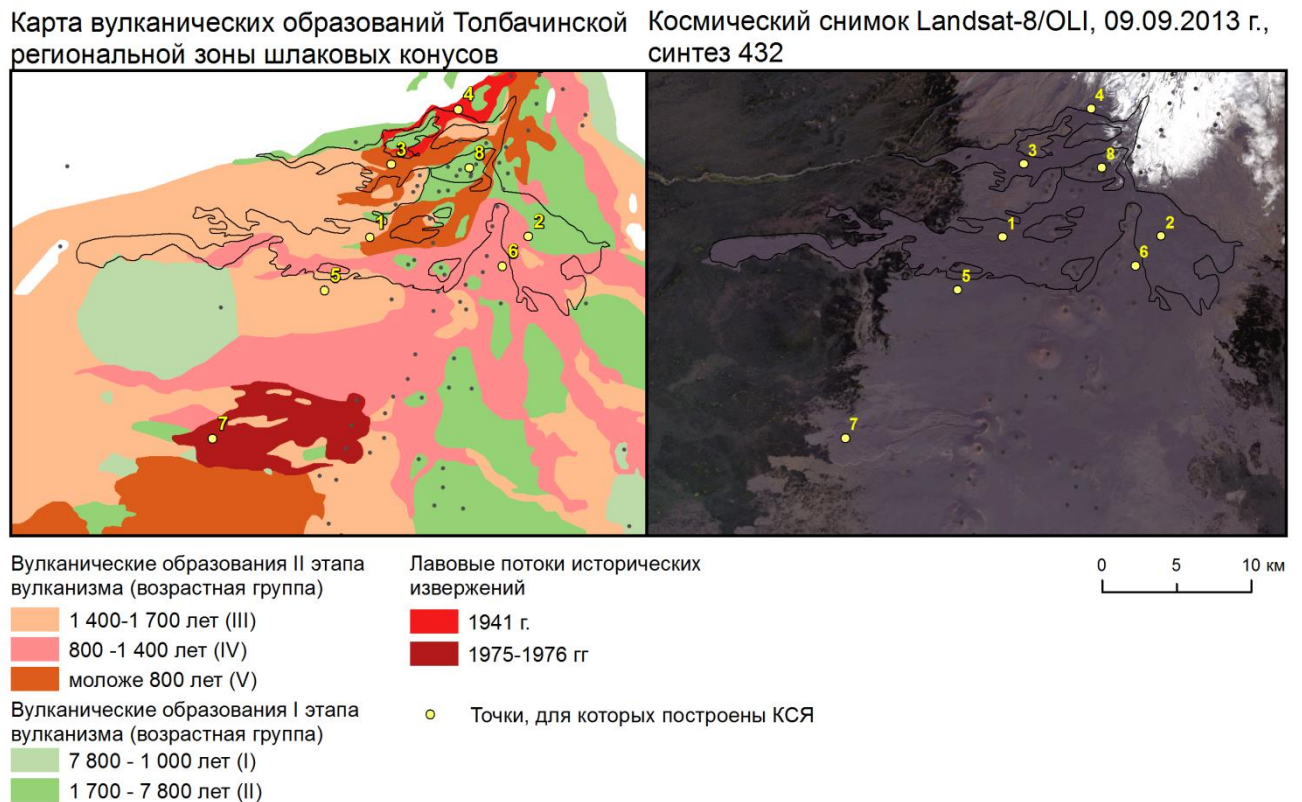 Карта вулканических образований Толбачинской
региональной зоны шлаковых конусов
Космический снимок Landsat-8/OLI, 09.09.2013 г.,
синтез 432
4
3
8
1
2
6
5
7
4
3
8
1
2
6
5
7
Вулканические образования II этапа
вулканизма (возрастная группа)
1 400-1 700 лет (III)
800 -1 400 лет (IV)
моложе 800 лет (V)
Вулканические образования I этапа
вулканизма (возрастная группа)
7 800 - 1 000 лет (I)
1 700 - 7 800 лет (II)
Лавовые потоки исторических
извержений
1941 г.
1975-1976 гг
Точки, для которых построены КСЯ
0 5 10 км